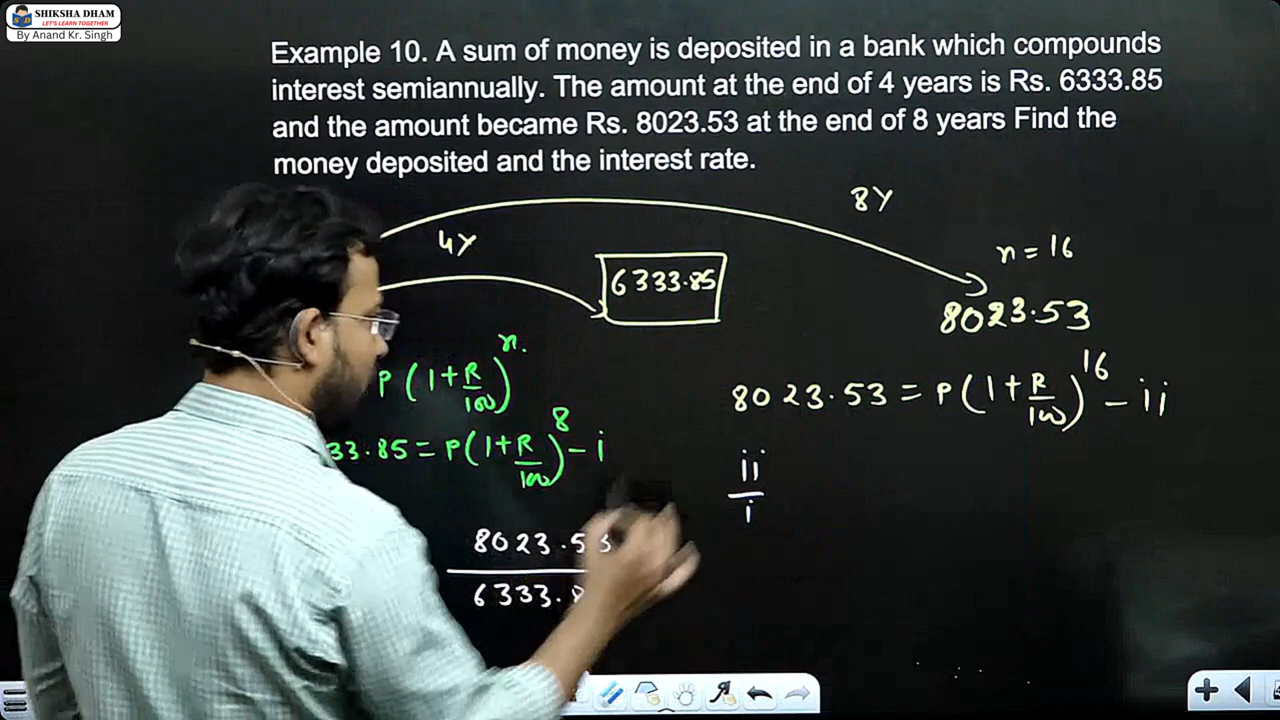 SHIKSHA DHAM
LET'S LEARN TOGETHER
By Anand Kr. Singh
Example 10. A sum of money is deposited in a bank which compounds
interest semiannually. The amount at the end of 4 years is Rs. 6333.85
and the amount became Rs. 8023.53 at the end of 8 years Find the
money deposited and the interest rate.
8Y
4Y
n = 16
6333.85
8023.53
P(1+R/100)^n.
33.85 = P(1+R/100)^8 - i
8023.53 = P(1+R/100)^16 - ii
ii/i
8023.53
6333.8